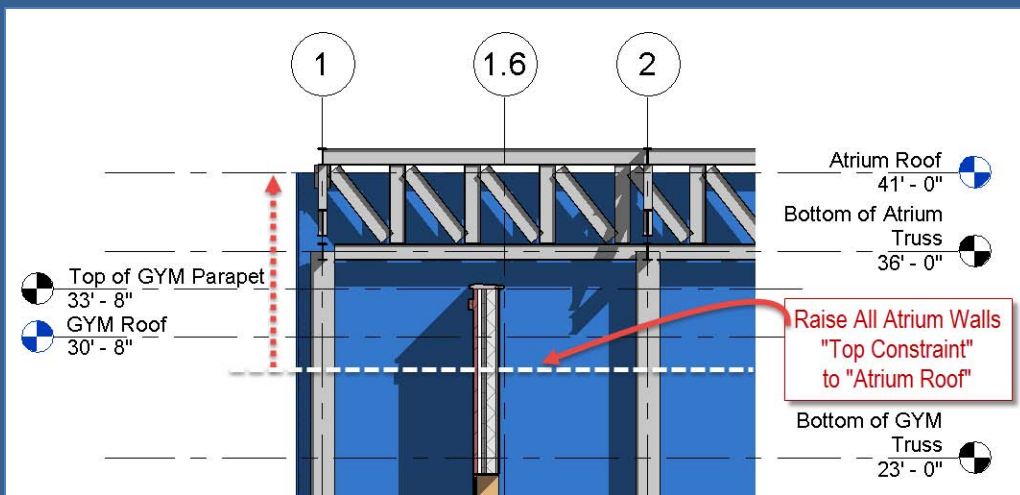 1
1.6
2
Atrium Roof
41' - 0"
Bottom of Atrium
Truss
36' - 0"
Top of GYM Parapet
33' - 8"
GYM Roof
30' - 8"
Raise All Atrium Walls
"Top Constraint"
to "Atrium Roof"
Bottom of GYM
Truss
23' - 0"